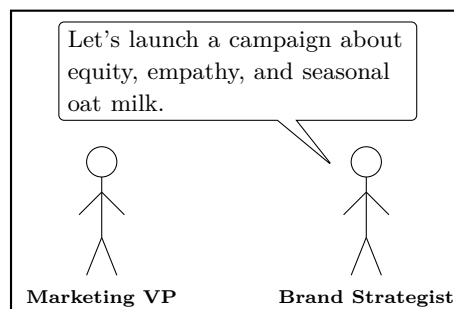 Let's launch a campaign about
equity, empathy, and seasonal
oat milk.
Marketing VP
Brand Strategist